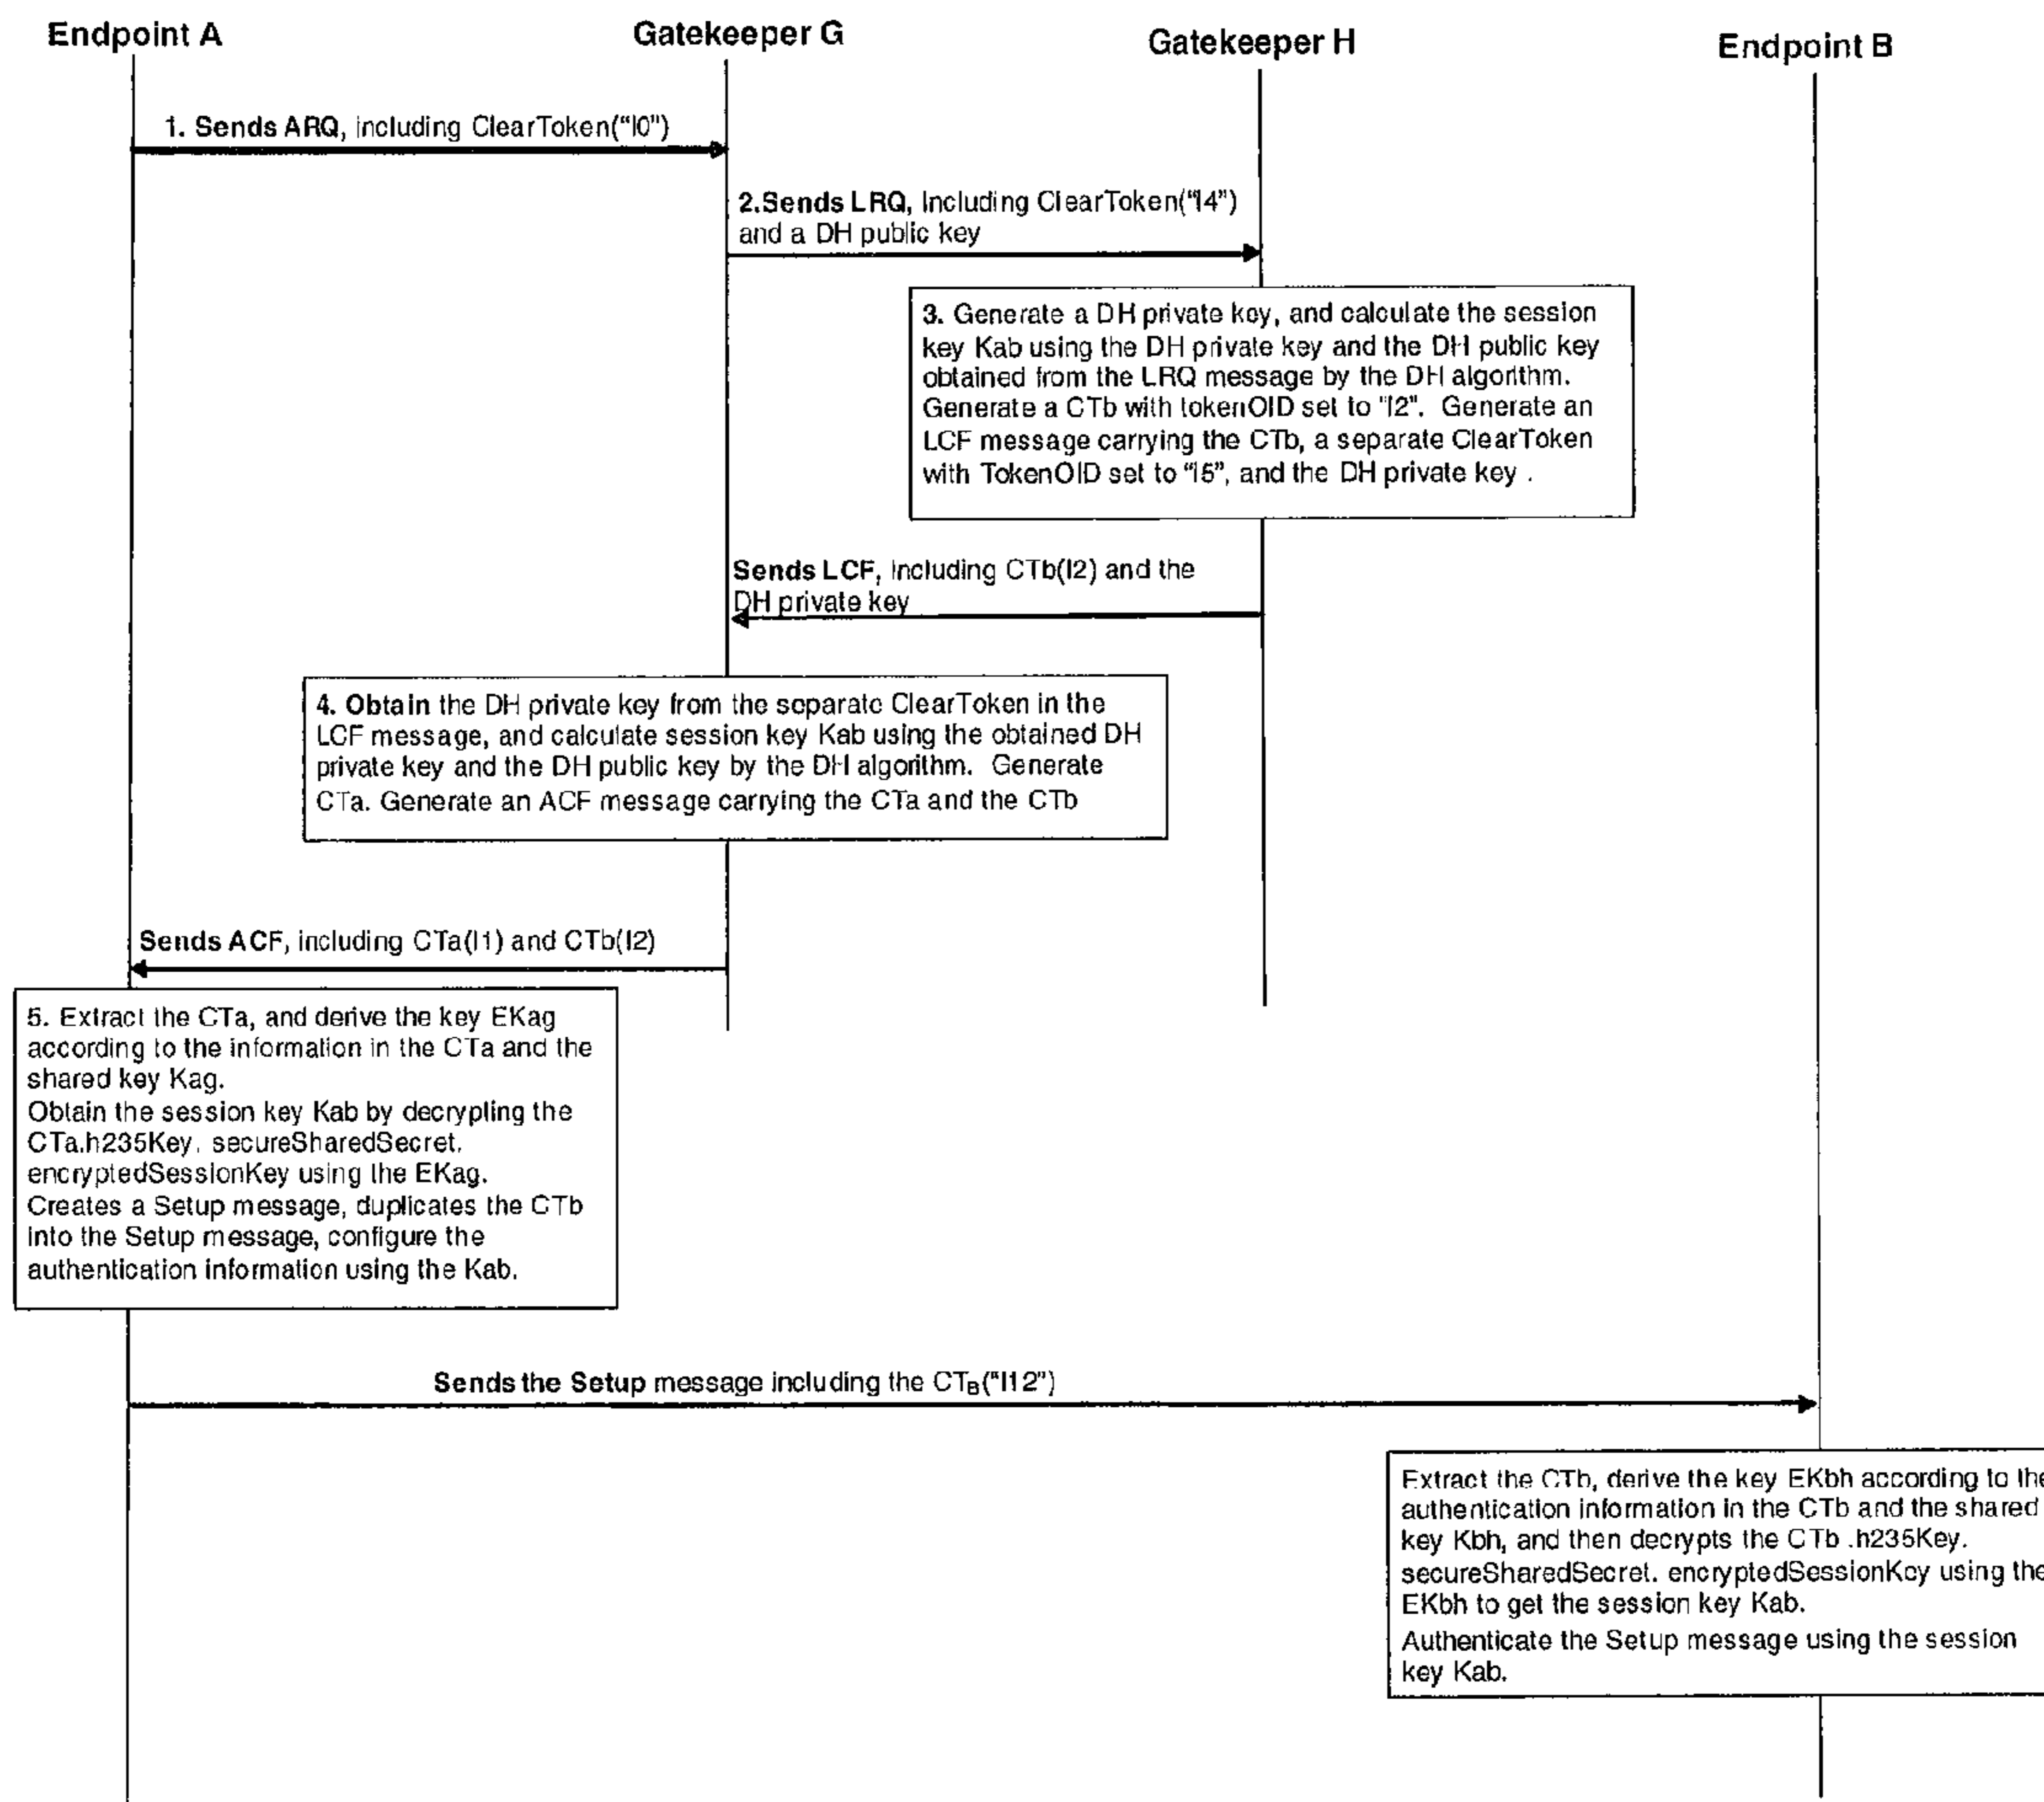 Endpoint A
Gatekeeper G
Gatekeeper H
Endpoint B
1. Sends ARQ, including ClearToken("I0")
2.Sends LRQ, Including ClearToken("I4")
and a DH public key
3. Generate a DH private key, and calculate the session
key Kab using the DH private key and the DH public key
obtained from the LRQ message by the DH algorithm.
Generate a CTb with tokenOID set to "I2". Generate an
LCF message carrying the CTb, a separate ClearToken
with TokenOID set to "I5", and the DH private key .
Sends LCF, including CTb(I2) and the
DH private key
4. Obtain the DH private key from the separate ClearToken in the
LCF message, and calculate session key Kab using the obtained DH
private key and the DH public key by the DH algorithm. Generate
CTa. Generate an ACF message carrying the CTa and the CTb
Sends ACF, including CTa(I1) and CTb(I2)
5. Extract the CTa, and derive the key EKag
according to the information in the CTa and the
shared key Kag.
Obtain the session key Kab by decrypting the
CTa.h235Key. secureSharedSecret.
encryptedSessionKey using the EKag.
Creates a Setup message, duplicates the CTb
into the Setup message, configure the
authentication information using the Kab.
Sends the Setup message including the CTB("I12")
Extract the CTb, derive the key EKbh according to the
authentication information in the CTb and the shared
key Kbh, and then decrypts the CTb .h235Key.
secureSharedSecret. encryptedSessionKey using the
EKbh to get the session key Kab.
Authenticate the Setup message using the session
key Kab.